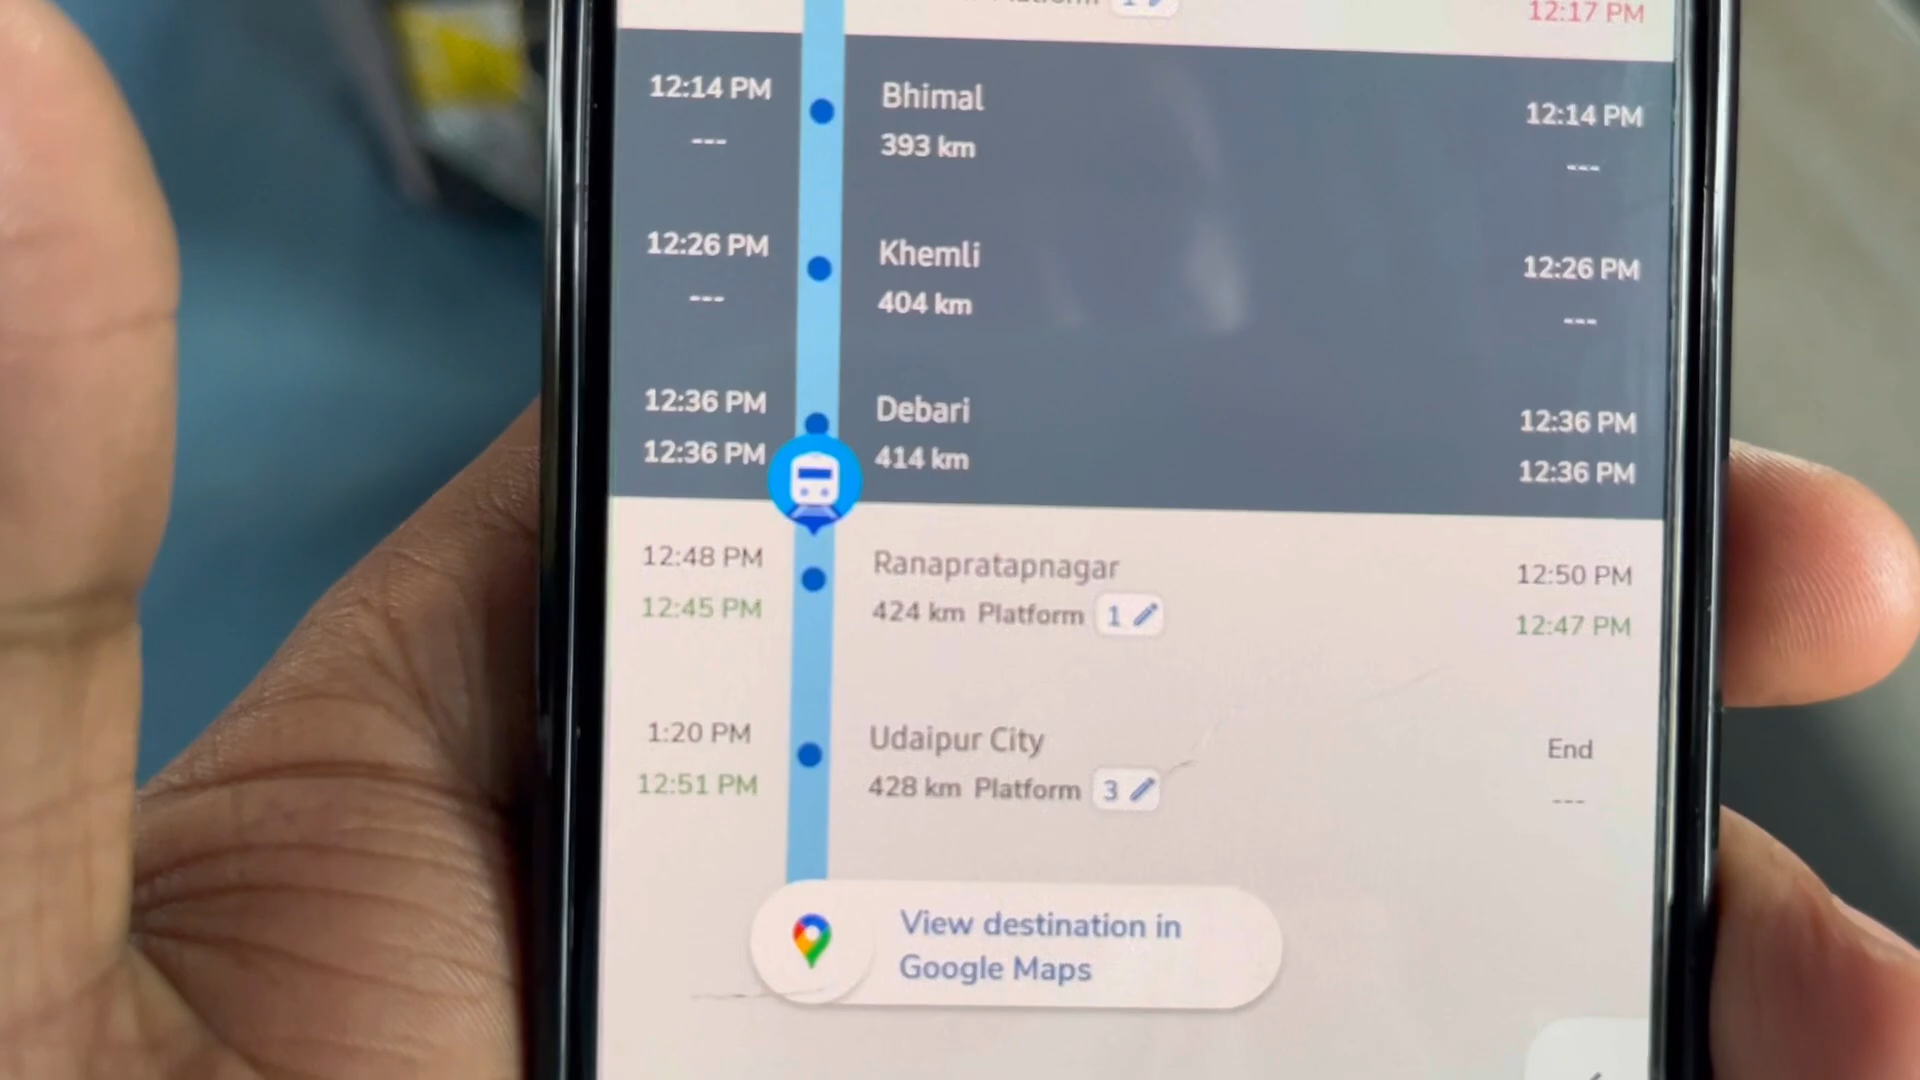 Platform 1
12:17 PM
12:14 PM Bhimal 12:14 PM
--- 393 km ---
12:26 PM Khemli 12:26 PM
--- 404 km ---
12:36 PM Debari 12:36 PM
12:36 PM 414 km 12:36 PM
12:48 PM Ranapratapnagar 12:50 PM
12:45 PM 424 km Platform 1 12:47 PM
1:20 PM Udaipur City End
12:51 PM 428 km Platform 3 ---
View destination in
Google Maps